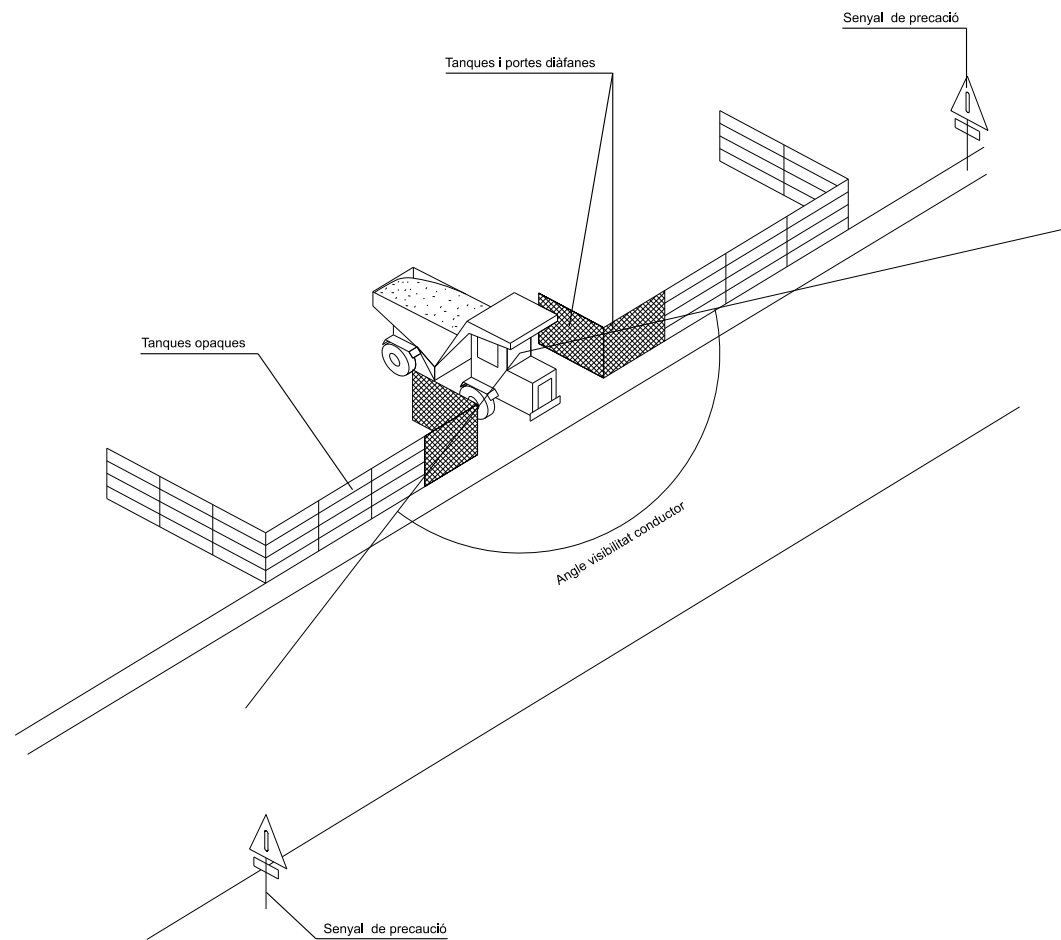 Senyal de precació
Tanques i portes diàfanes
Tanques opaques
Angle visibilitat conductor
Senyal de precaució